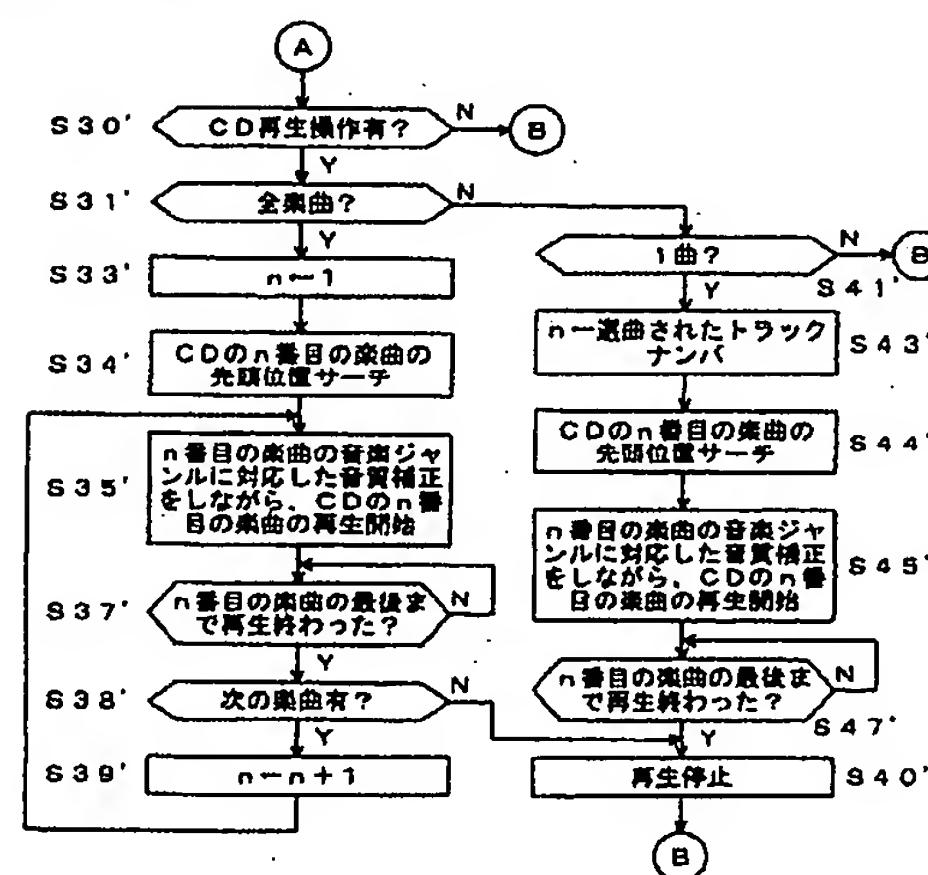 A
S30' CD再生操作有? N B
Y
S31' 全楽曲? N
Y
S33' n←1
S34' CDのn番目の楽曲の
先頭位置サーチ
S35' n番目の楽曲の音楽ジャ
ンルに対応した音質補正
をしながら、CDのn番
目の楽曲の再生開始
S37' n番目の楽曲の最後ま
で再生終わった? N
Y
S38' 次の楽曲有? N
Y
S39' n←n+1
1曲? N B
Y S41'
n←選曲されたトラック
ナンバ S43'
CDのn番目の楽曲の
先頭位置サーチ S44'
n番目の楽曲の音楽ジャ
ンルに対応した音質補正
をしながら、CDのn番
目の楽曲の再生開始 S45'
n番目の楽曲の最後ま
で再生終わった? N
Y S47'
再生停止 S40'
B